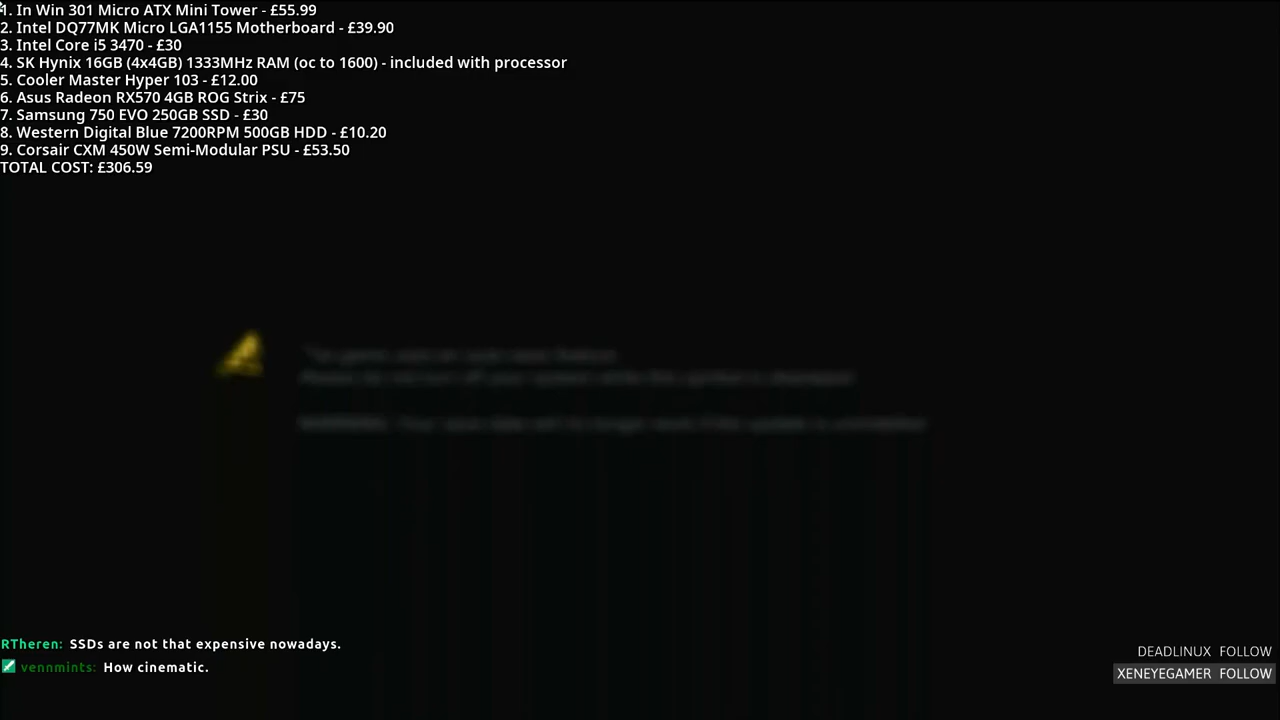 1. In Win 301 Micro ATX Mini Tower - £55.99
2. Intel DQ77MK Micro LGA1155 Motherboard - £39.90
3. Intel Core i5 3470 - £30
4. SK Hynix 16GB (4x4GB) 1333MHz RAM (oc to 1600) - included with processor
5. Cooler Master Hyper 103 - £12.00
6. Asus Radeon RX570 4GB ROG Strix - £75
7. Samsung 750 EVO 250GB SSD - £30
8. Western Digital Blue 7200RPM 500GB HDD - £10.20
9. Corsair CXM 450W Semi-Modular PSU - £53.50
TOTAL COST: £306.59
RTheren: SSDs are not that expensive nowadays.
vennmints: How cinematic.
DEADLINUX FOLLOW
XENEYEGAMER FOLLOW